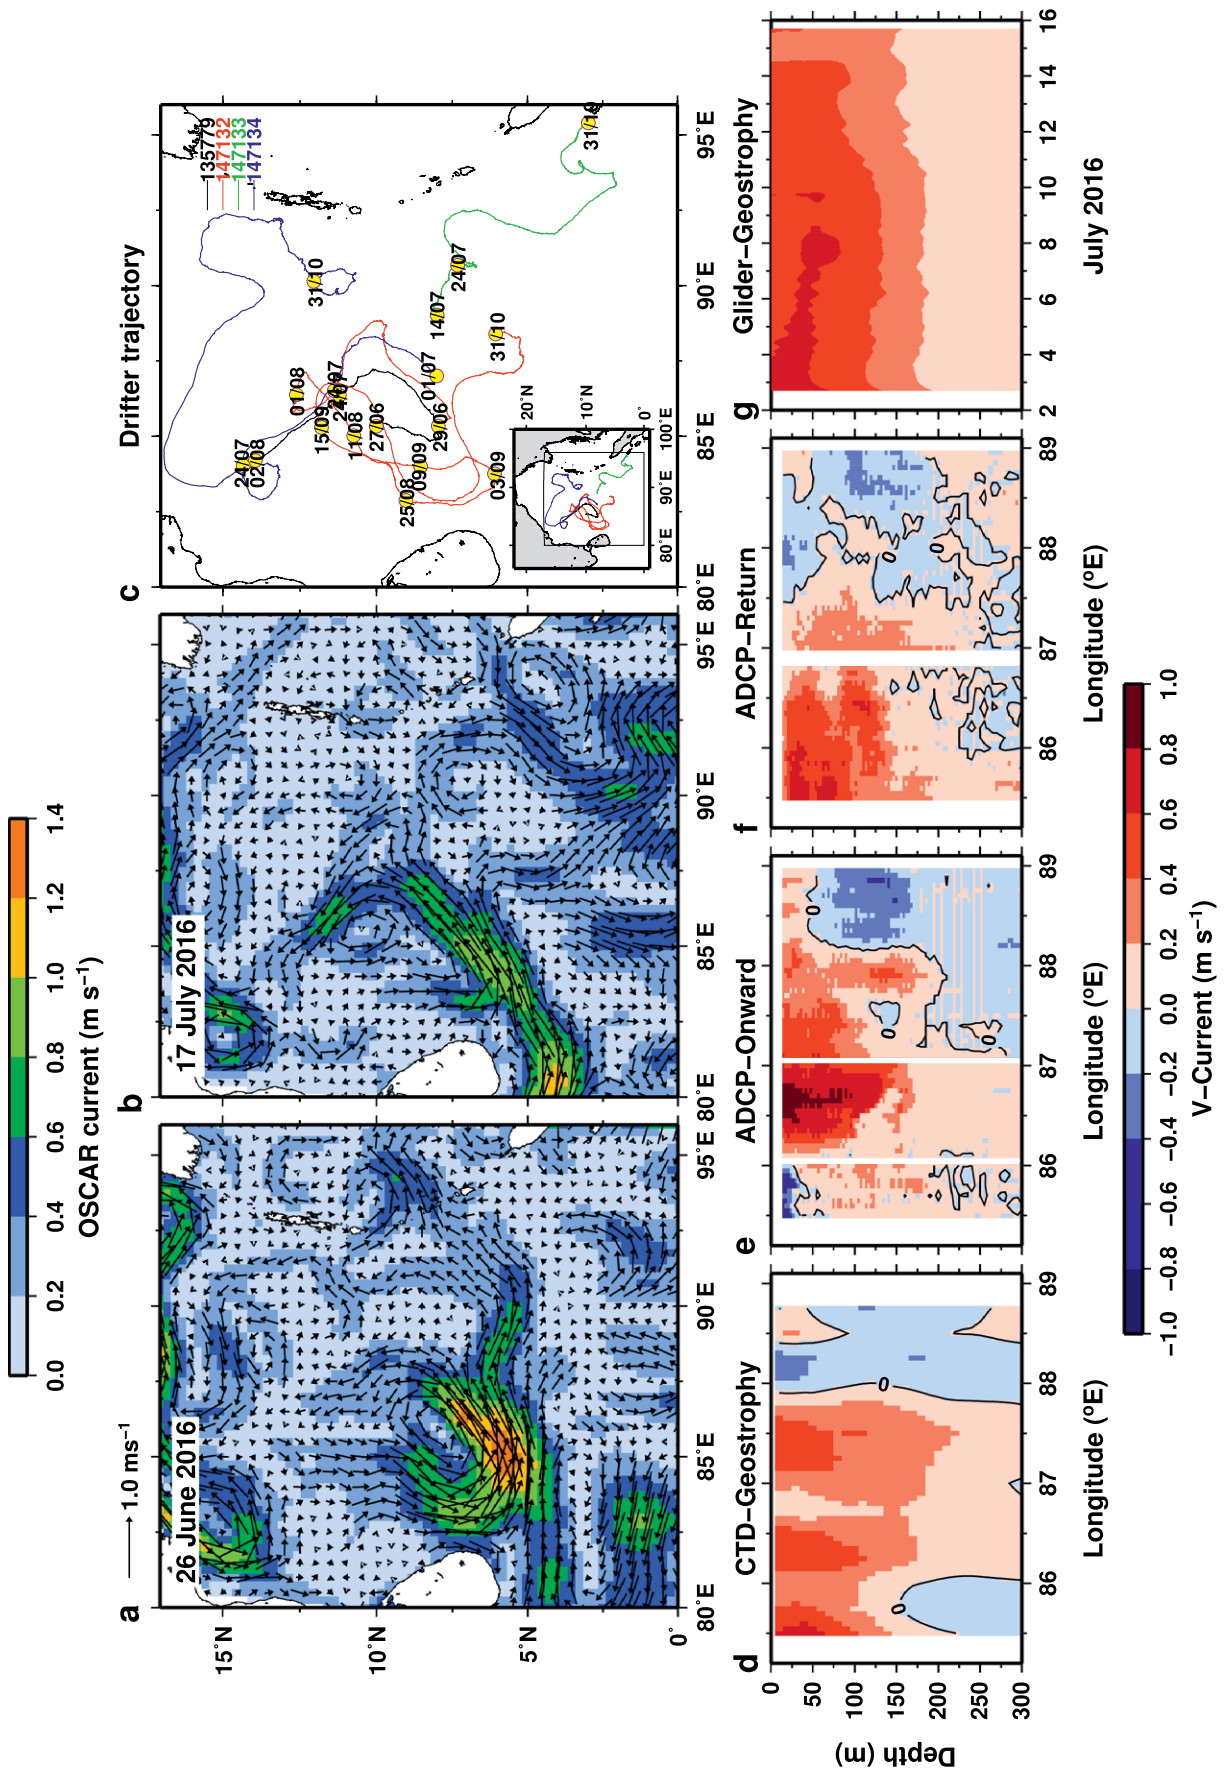 OSCAR current (m s⁻¹)
0.0 0.2 0.4 0.6 0.8 1.0 1.2 1.4
1.0 ms⁻¹
a
26 June 2016
15˚N
10˚N
5˚N
0˚
80˚E 85˚E 90˚E 95˚E
b
17 July 2016
80˚E 85˚E 90˚E 95˚E
c
Drifter trajectory
135779
147132
147133
147134
24/07
02/08
01/08
24/07
15/09
11/08
27/06
25/08
09/09
29/06
03/09
01/07
31/10
14/07
24/07
31/10
31/10
20˚N
10˚N
0˚
80˚E 90˚E 100˚E
80˚E 85˚E 90˚E 95˚E
d
CTD−Geostrophy
0
50
100
150
200
250
300
Depth (m)
0
0
86 87 88 89
Longitude (ºE)
e
ADCP−Onward
0
0
0
86 87 88 89
Longitude (ºE)
f
ADCP−Return
0
0
86 87 88 89
Longitude (ºE)
g
Glider−Geostrophy
2 4 6 8 10 12 14 16
July 2016
−1.0 −0.8 −0.6 −0.4 −0.2 0.0 0.2 0.4 0.6 0.8 1.0
V−Current (m s⁻¹)